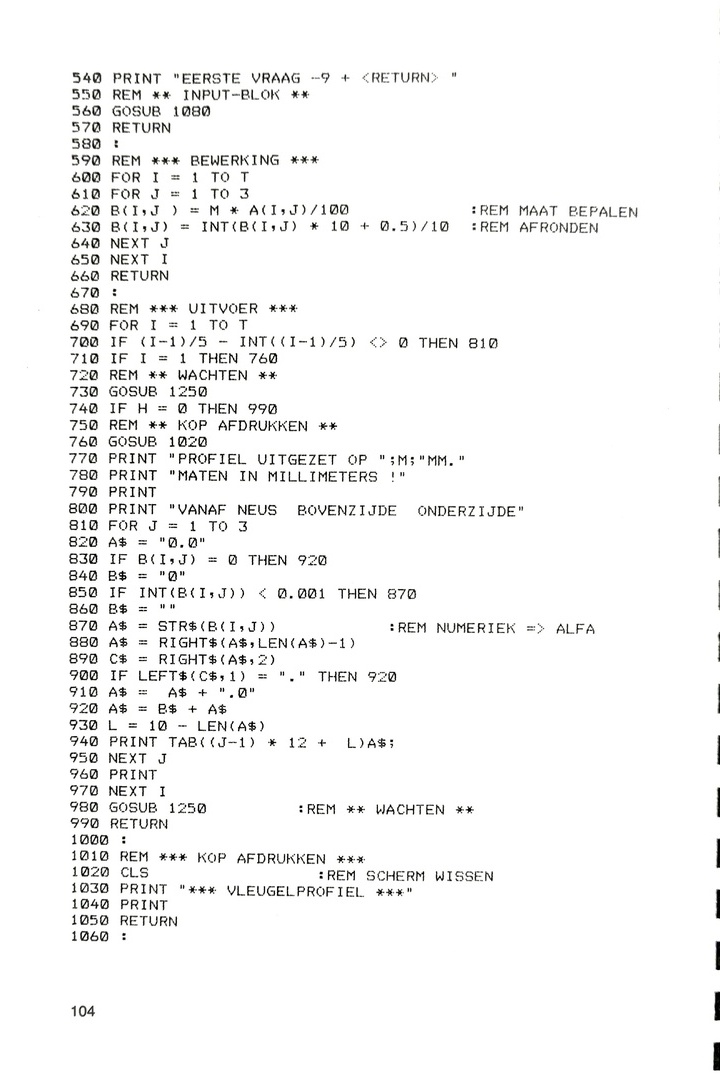 540 PRINT "EERSTE VRAAG -9 + <RETURN> "
550 REM ** INPUT-BLOK **
560 GOSUB 1080
570 RETURN
580 :
590 REM *** BEWERKING ***
600 FOR I = 1 TO T
610 FOR J = 1 TO 3
620 B(I,J ) = M * A(I,J)/100 :REM MAAT BEPALEN
630 B(I,J) = INT(B(I,J) * 10 + 0.5)/10 :REM AFRONDEN
640 NEXT J
650 NEXT I
660 RETURN
670 :
680 REM *** UITVOER ***
690 FOR I = 1 TO T
700 IF (I-1)/5 - INT((I-1)/5) <> 0 THEN 810
710 IF I = 1 THEN 760
720 REM ** WACHTEN **
730 GOSUB 1250
740 IF H = 0 THEN 990
750 REM ** KOP AFDRUKKEN **
760 GOSUB 1020
770 PRINT "PROFIEL UITGEZET OP ";M;"MM."
780 PRINT "MATEN IN MILLIMETERS !"
790 PRINT
800 PRINT "VANAF NEUS  BOVENZIJDE  ONDERZIJDE"
810 FOR J = 1 TO 3
820 A$ = "0.0"
830 IF B(I,J) = 0 THEN 920
840 B$ = "0"
850 IF INT(B(I,J)) < 0.001 THEN 870
860 B$ = ""
870 A$ = STR$(B(I,J)) :REM NUMERIEK => ALFA
880 A$ = RIGHT$(A$,LEN(A$)-1)
890 C$ = RIGHT$(A$,2)
900 IF LEFT$(C$,1) = "." THEN 920
910 A$ =  A$ + ".0"
920 A$ = B$ + A$
930 L = 10 - LEN(A$)
940 PRINT TAB((J-1) * 12 +  L)A$;
950 NEXT J
960 PRINT
970 NEXT I
980 GOSUB 1250 :REM ** WACHTEN **
990 RETURN
1000 :
1010 REM *** KOP AFDRUKKEN ***
1020 CLS :REM SCHERM WISSEN
1030 PRINT "*** VLEUGELPROFIEL ***"
1040 PRINT
1050 RETURN
1060 :
104